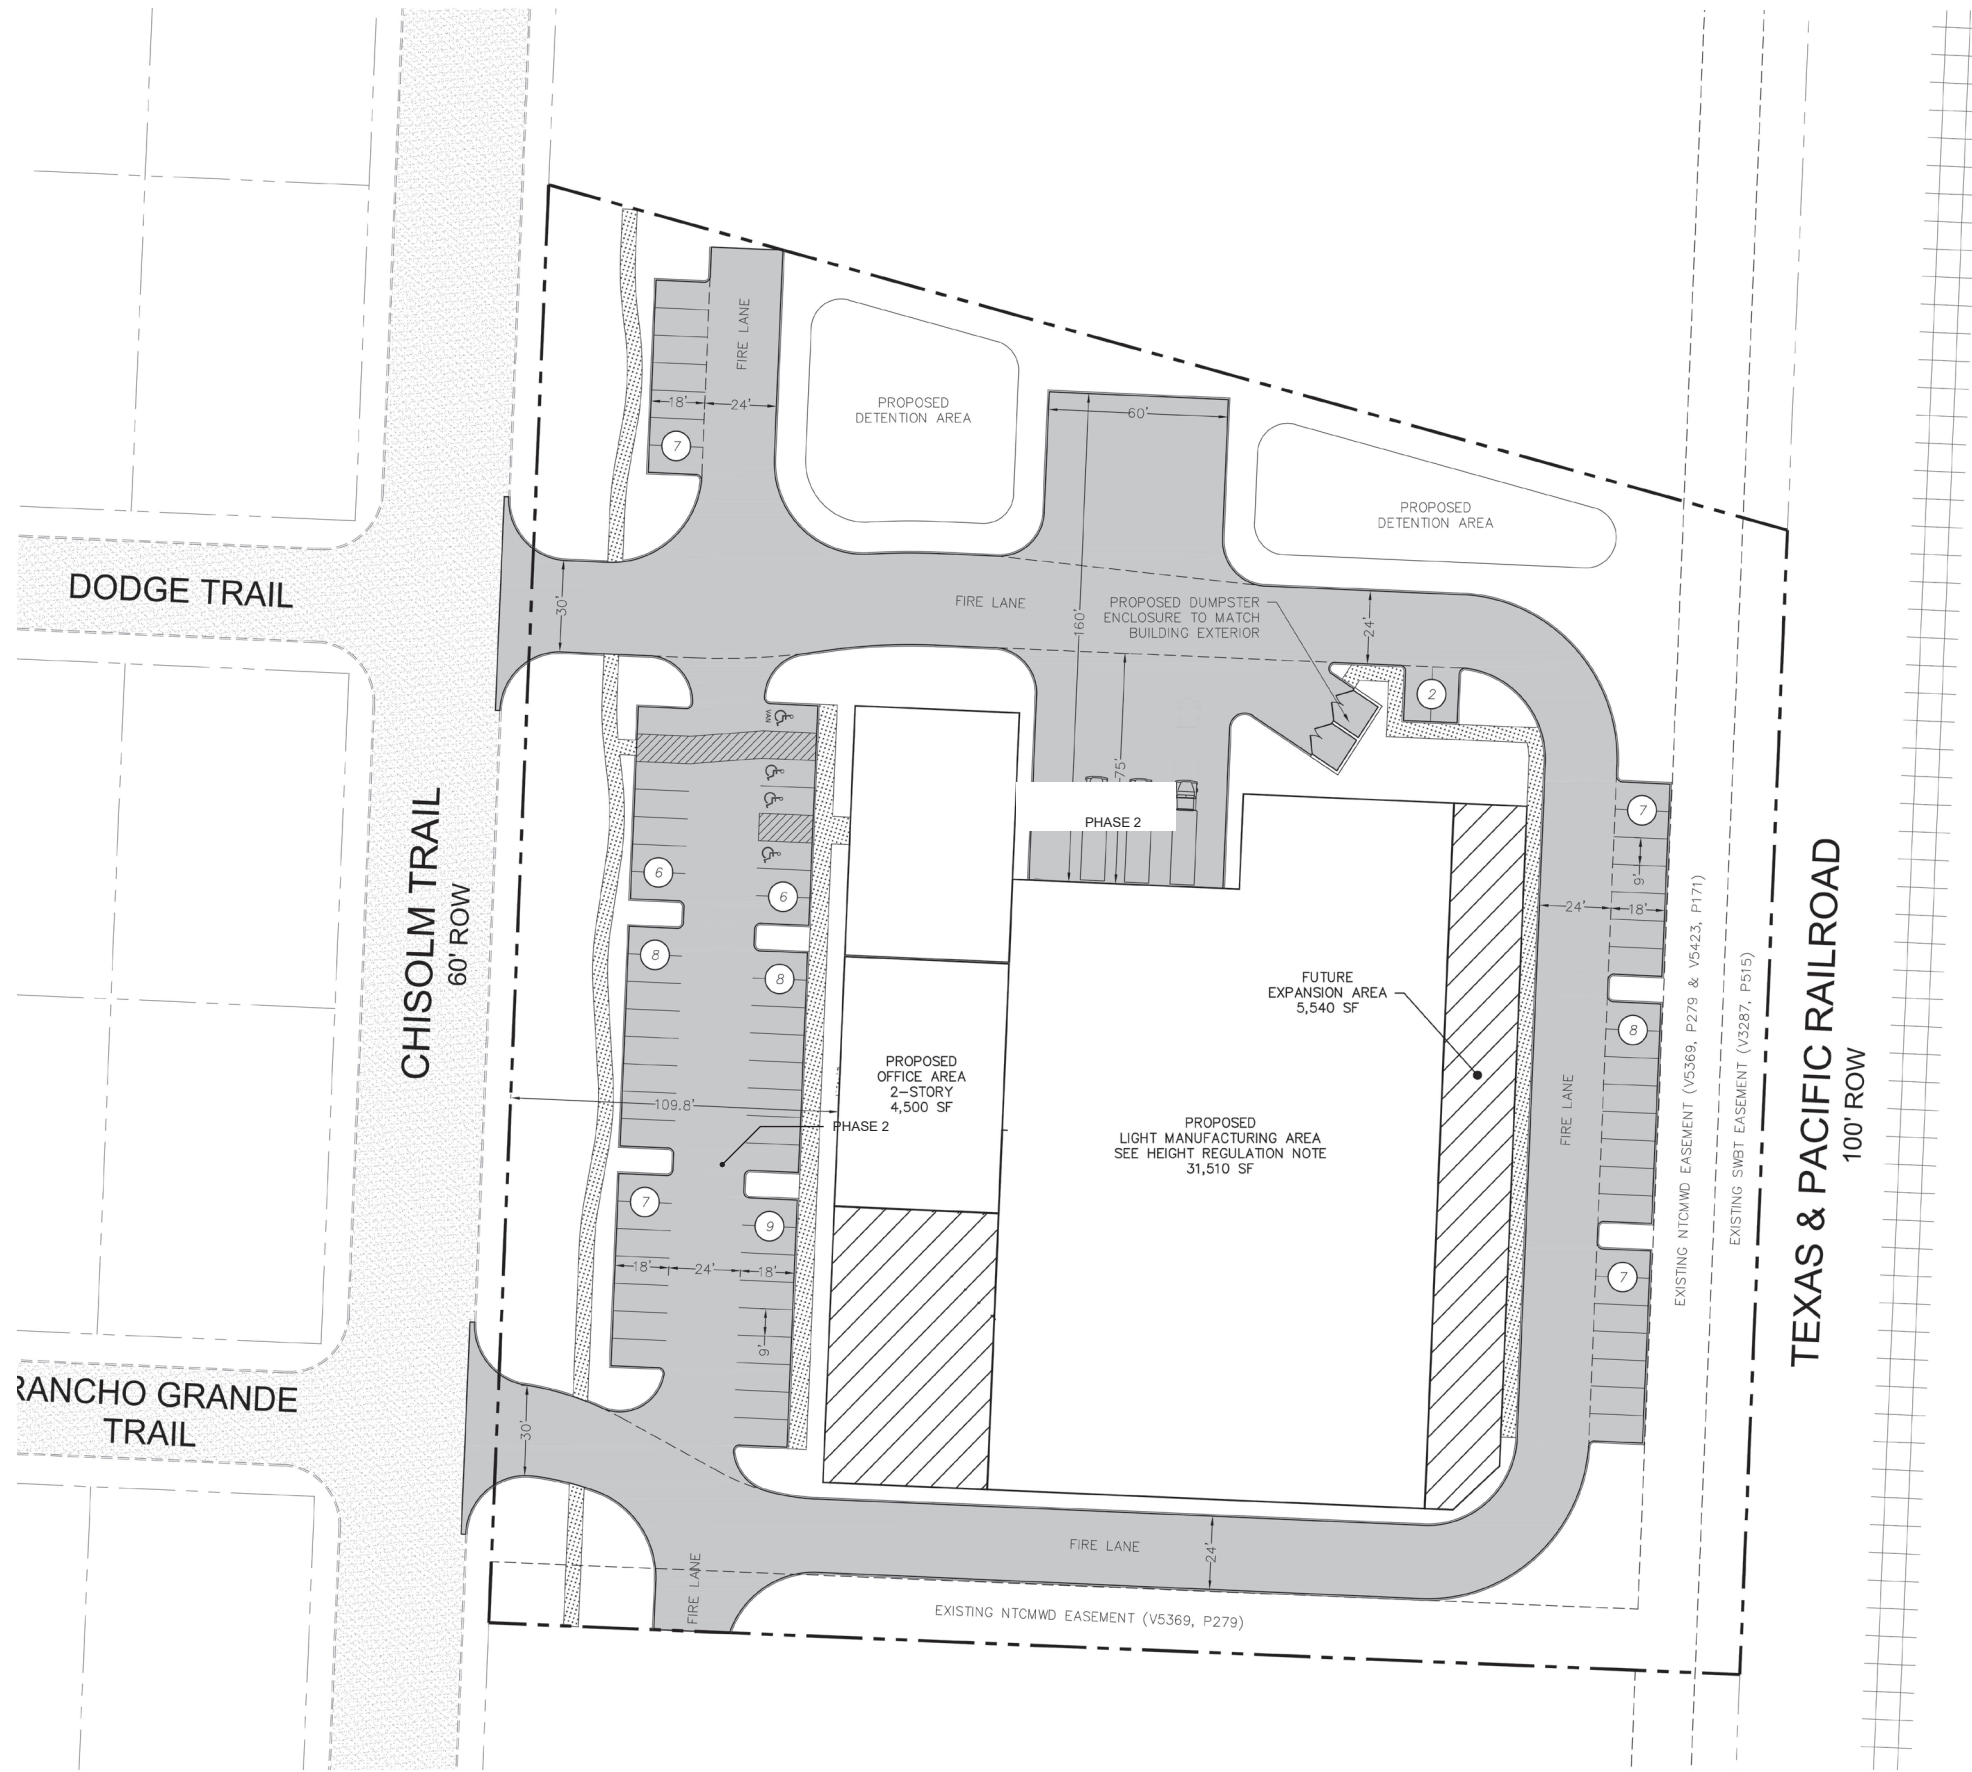 FIRE LANE
18'
24'
7
PROPOSED
DETENTION AREA
60'
PROPOSED
DETENTION AREA
DODGE TRAIL
30'
FIRE LANE
160'
PROPOSED DUMPSTER
ENCLOSURE TO MATCH
BUILDING EXTERIOR
24'
2
VAN
75'
PHASE 2
7
9'
24'
18'
6
6
8
8
CHISOLM TRAIL
60' ROW
FUTURE
EXPANSION AREA
5,540 SF
8
PROPOSED
OFFICE AREA
2-STORY
4,500 SF
109.8'
PHASE 2
PROPOSED
LIGHT MANUFACTURING AREA
SEE HEIGHT REGULATION NOTE
31,510 SF
FIRE LANE
EXISTING NTCMWD EASEMENT (V5369, P279 & V5423, P171)
EXISTING SWBT EASEMENT (V3287, P515)
TEXAS & PACIFIC RAILROAD
100' ROW
7
9
7
18'
24'
18'
9'
RANCHO GRANDE
TRAIL
30'
FIRE LANE
24'
FIRE LANE
EXISTING NTCMWD EASEMENT (V5369, P279)